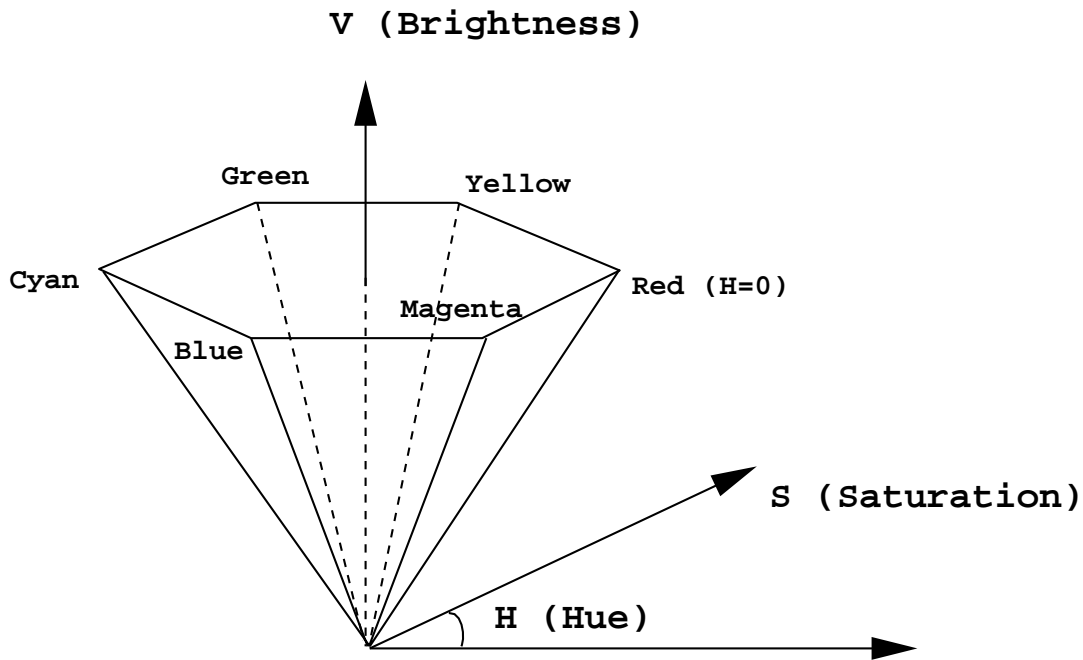 V (Brightness)
Green
Yellow
Cyan
Red (H=0)
Magenta
Blue
S (Saturation)
H (Hue)